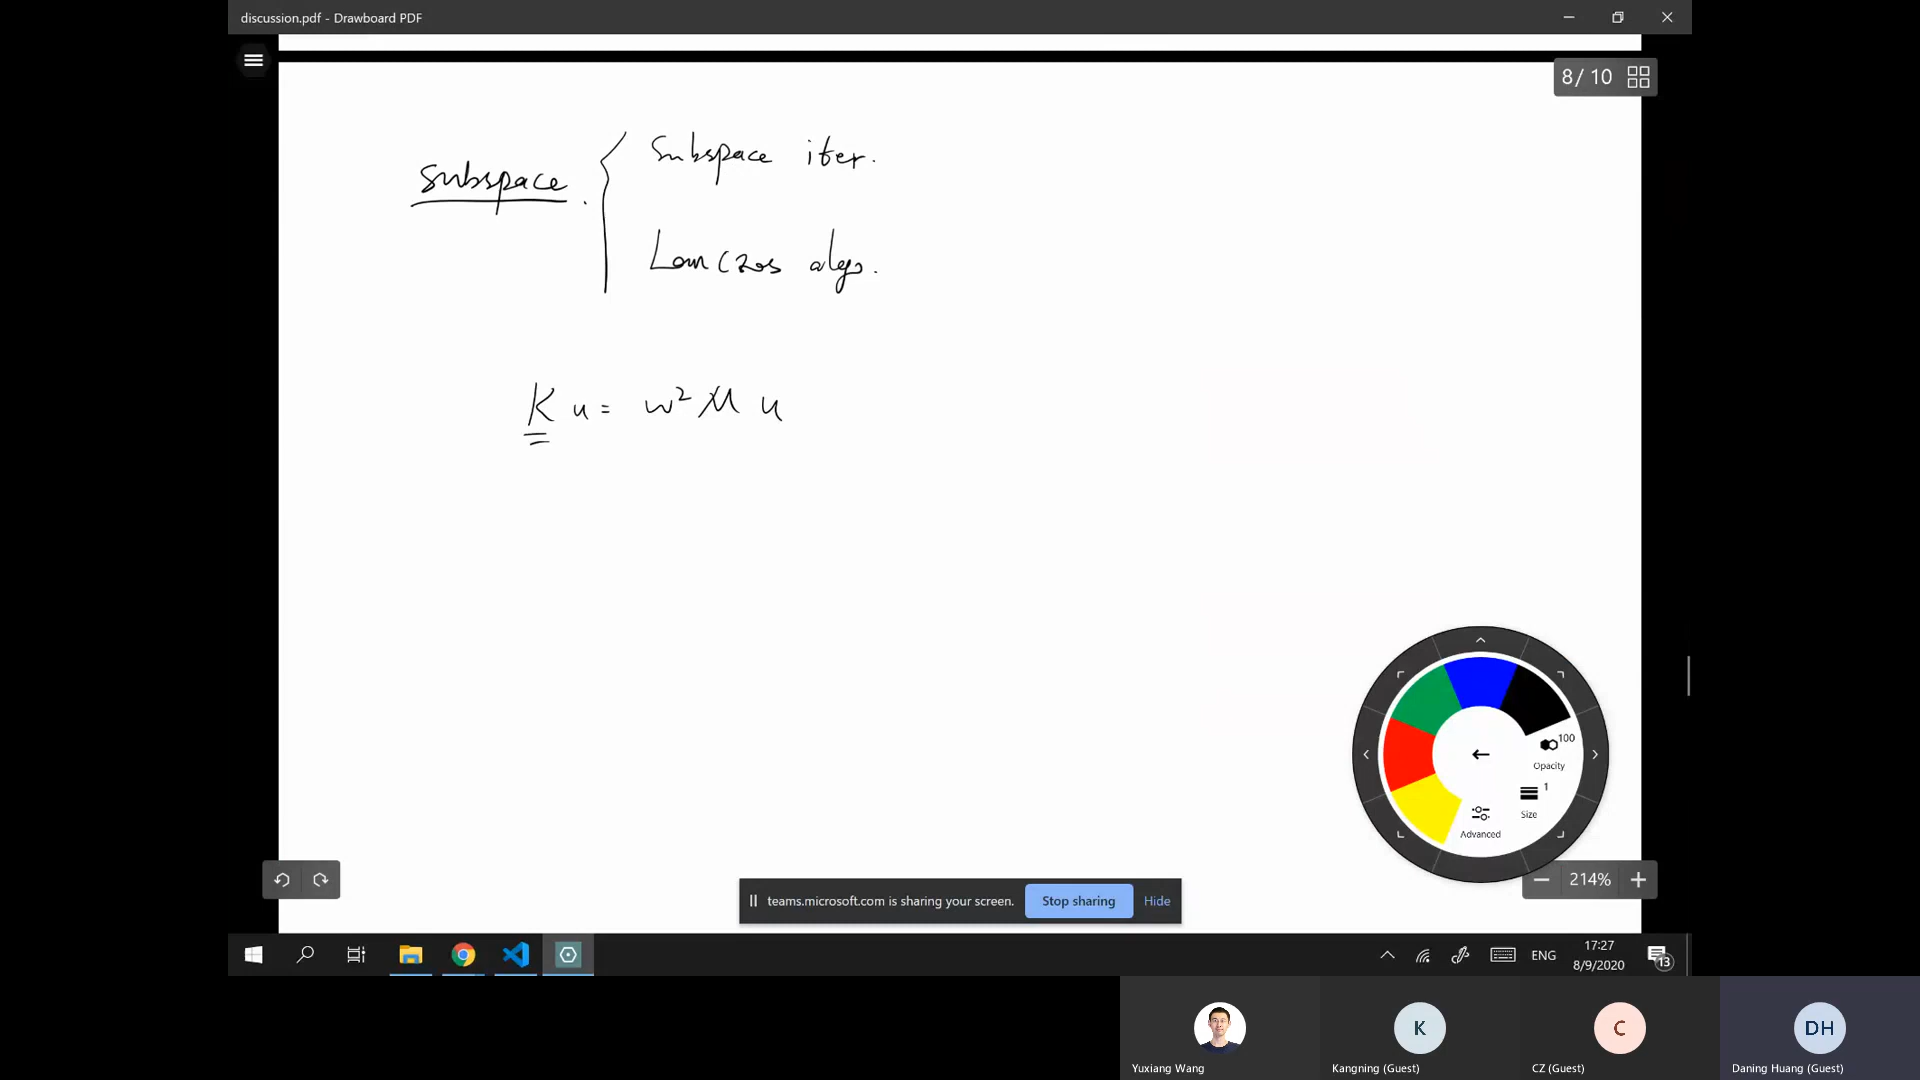 discussion.pdf - Drawboard PDF
8/ 10
subspace.
Subspace iter.
Lanczos algo.
K u = w² M u
100
Opacity
1
Size
Advanced
214%
teams.microsoft.com is sharing your screen.
Stop sharing
Hide
ENG
17:27
8/9/2020
13
K
C
DH
Yuxiang Wang
Kangning (Guest)
CZ (Guest)
Daning Huang (Guest)